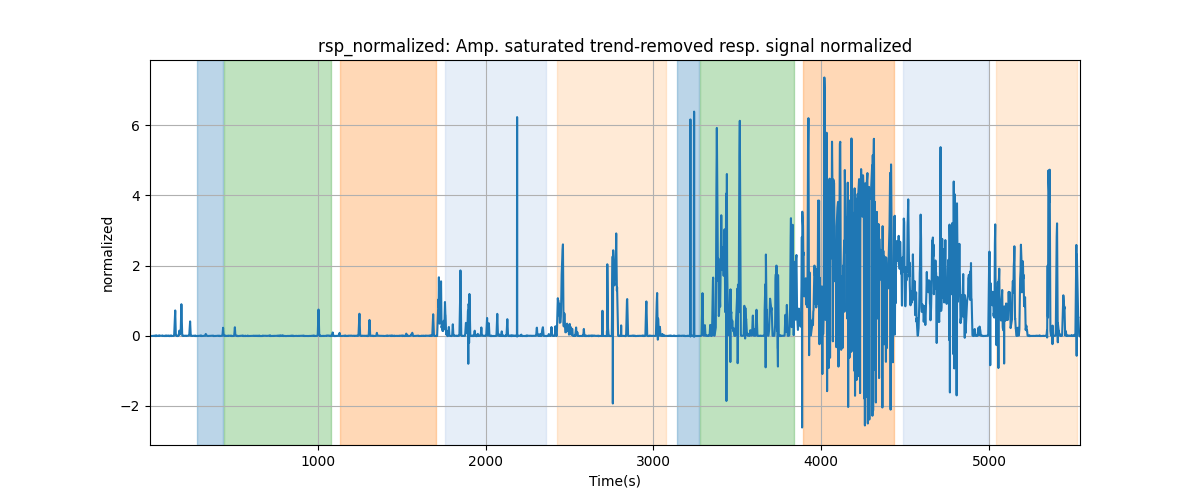 rsp_normalized: Amp. saturated trend-removed resp. signal normalized
6
4
2
0
−2
normalized
1000 2000 3000 4000 5000
Time(s)